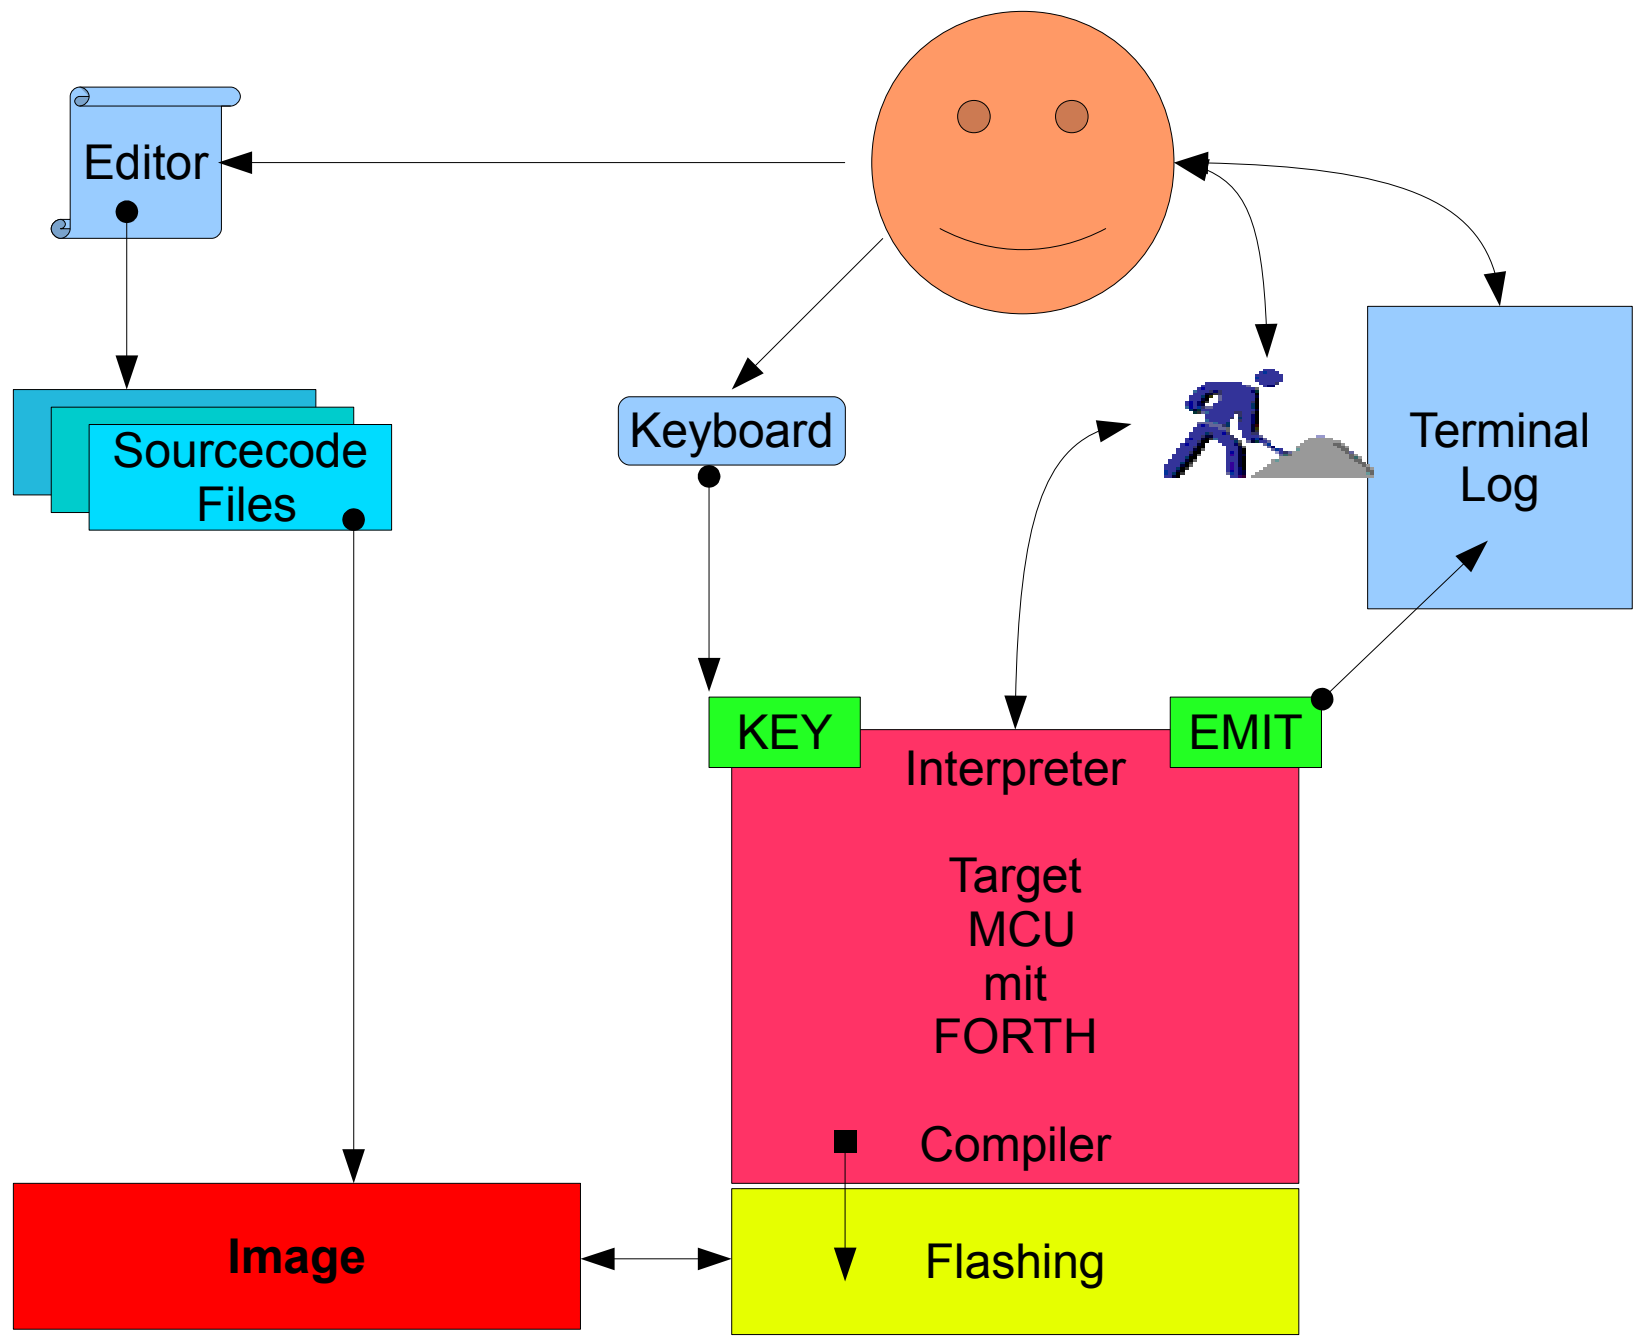 Editor
Sourcecode
Files
Keyboard
Terminal
Log
KEY
EMIT
Interpreter
Target
MCU
mit
FORTH
Compiler
Image
Flashing